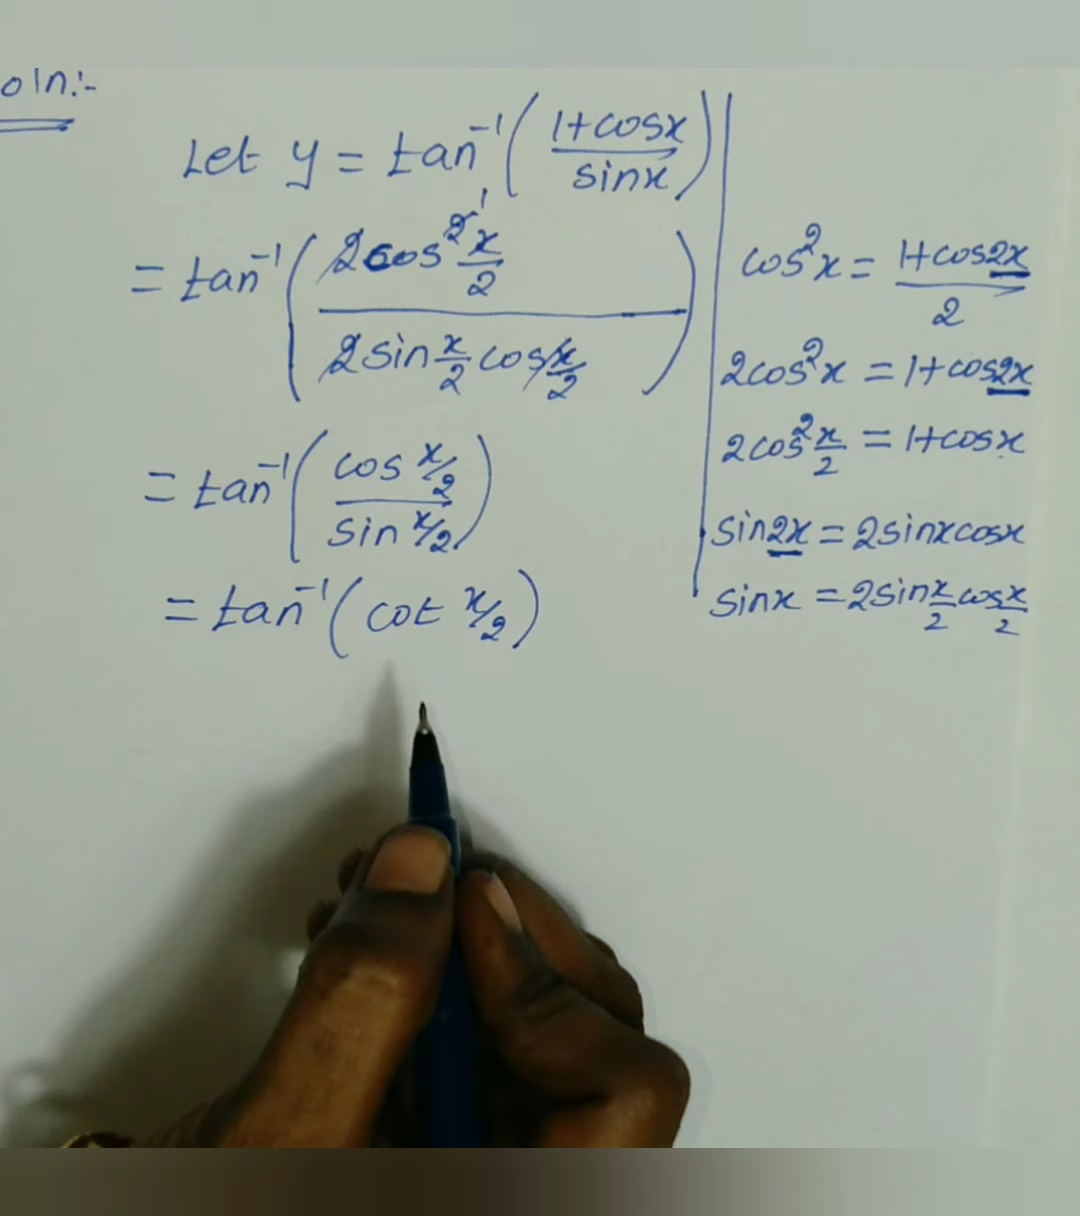 oln:-
Let y = tan⁻¹((1+cosx)/(sinx))
= tan⁻¹((2cos²¹ x/2)/(2sin x/2 cos x/2))
= tan⁻¹((cos x/2)/(sin x/2))
= tan⁻¹(cot x/2)
cos²x = (1+cos2x)/2
2cos²x = 1+cos2x
2cos² x/2 = 1+cosx
sin2x = 2sinxcosx
sinx = 2sin x/2 cos x/2